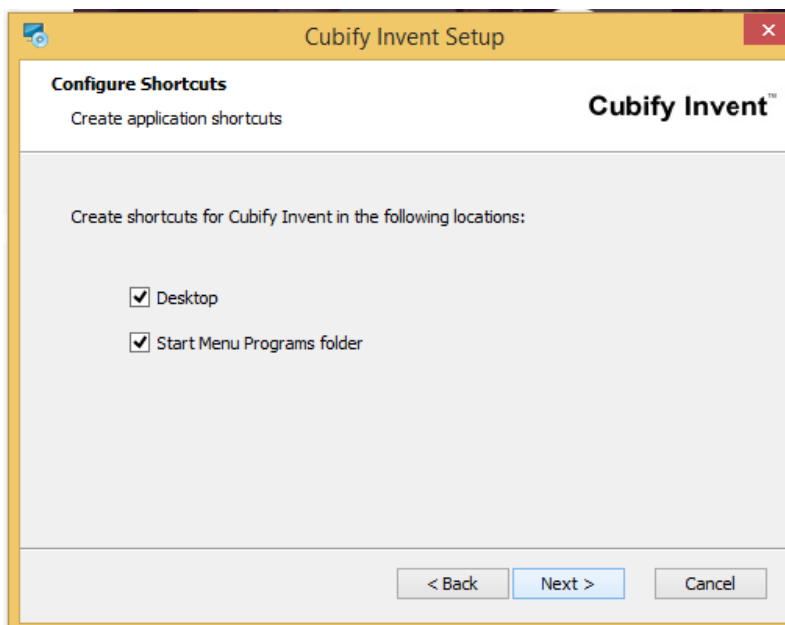 Cubify Invent Setup
Configure Shortcuts
Create application shortcuts
Cubify Invent™
Create shortcuts for Cubify Invent in the following locations:
Desktop
Start Menu Programs folder
< Back
Next >
Cancel